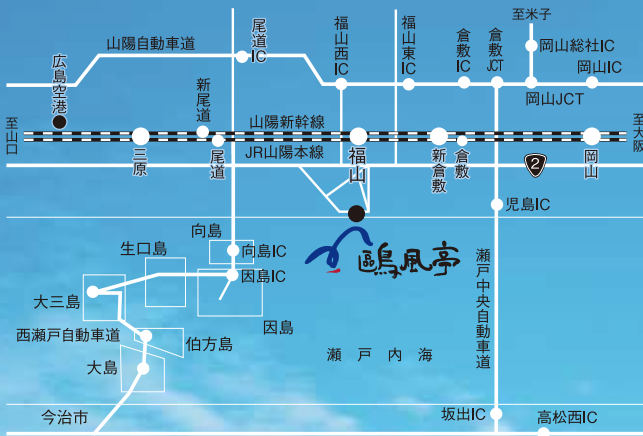 至米子
山陽自動車道
尾道
IC
福山西IC
福山東IC
倉敷IC
倉敷JCT
岡山総社IC
岡山IC
岡山JCT
広島空港
至山口
新尾道
山陽新幹線
至大阪
三原
尾道
JR山陽本線
福山
新倉敷
倉敷
2
岡山
児島IC
向島
向島IC
生口島
鷗風亭
因島IC
大三島
因島
西瀬戸自動車道
伯方島
瀬戸内海
瀬戸中央自動車道
大島
今治市
坂出IC
高松西IC